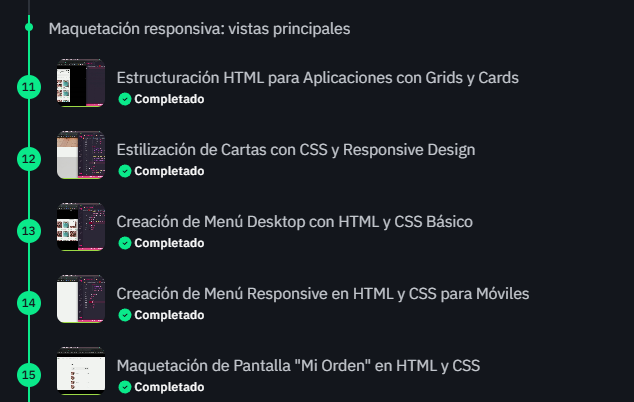 Maquetación responsiva: vistas principales
11
Estructuración HTML para Aplicaciones con Grids y Cards
Completado
12
Estilización de Cartas con CSS y Responsive Design
Completado
13
Creación de Menú Desktop con HTML y CSS Básico
Completado
14
Creación de Menú Responsive en HTML y CSS para Móviles
Completado
15
Maquetación de Pantalla "Mi Orden" en HTML y CSS
Completado